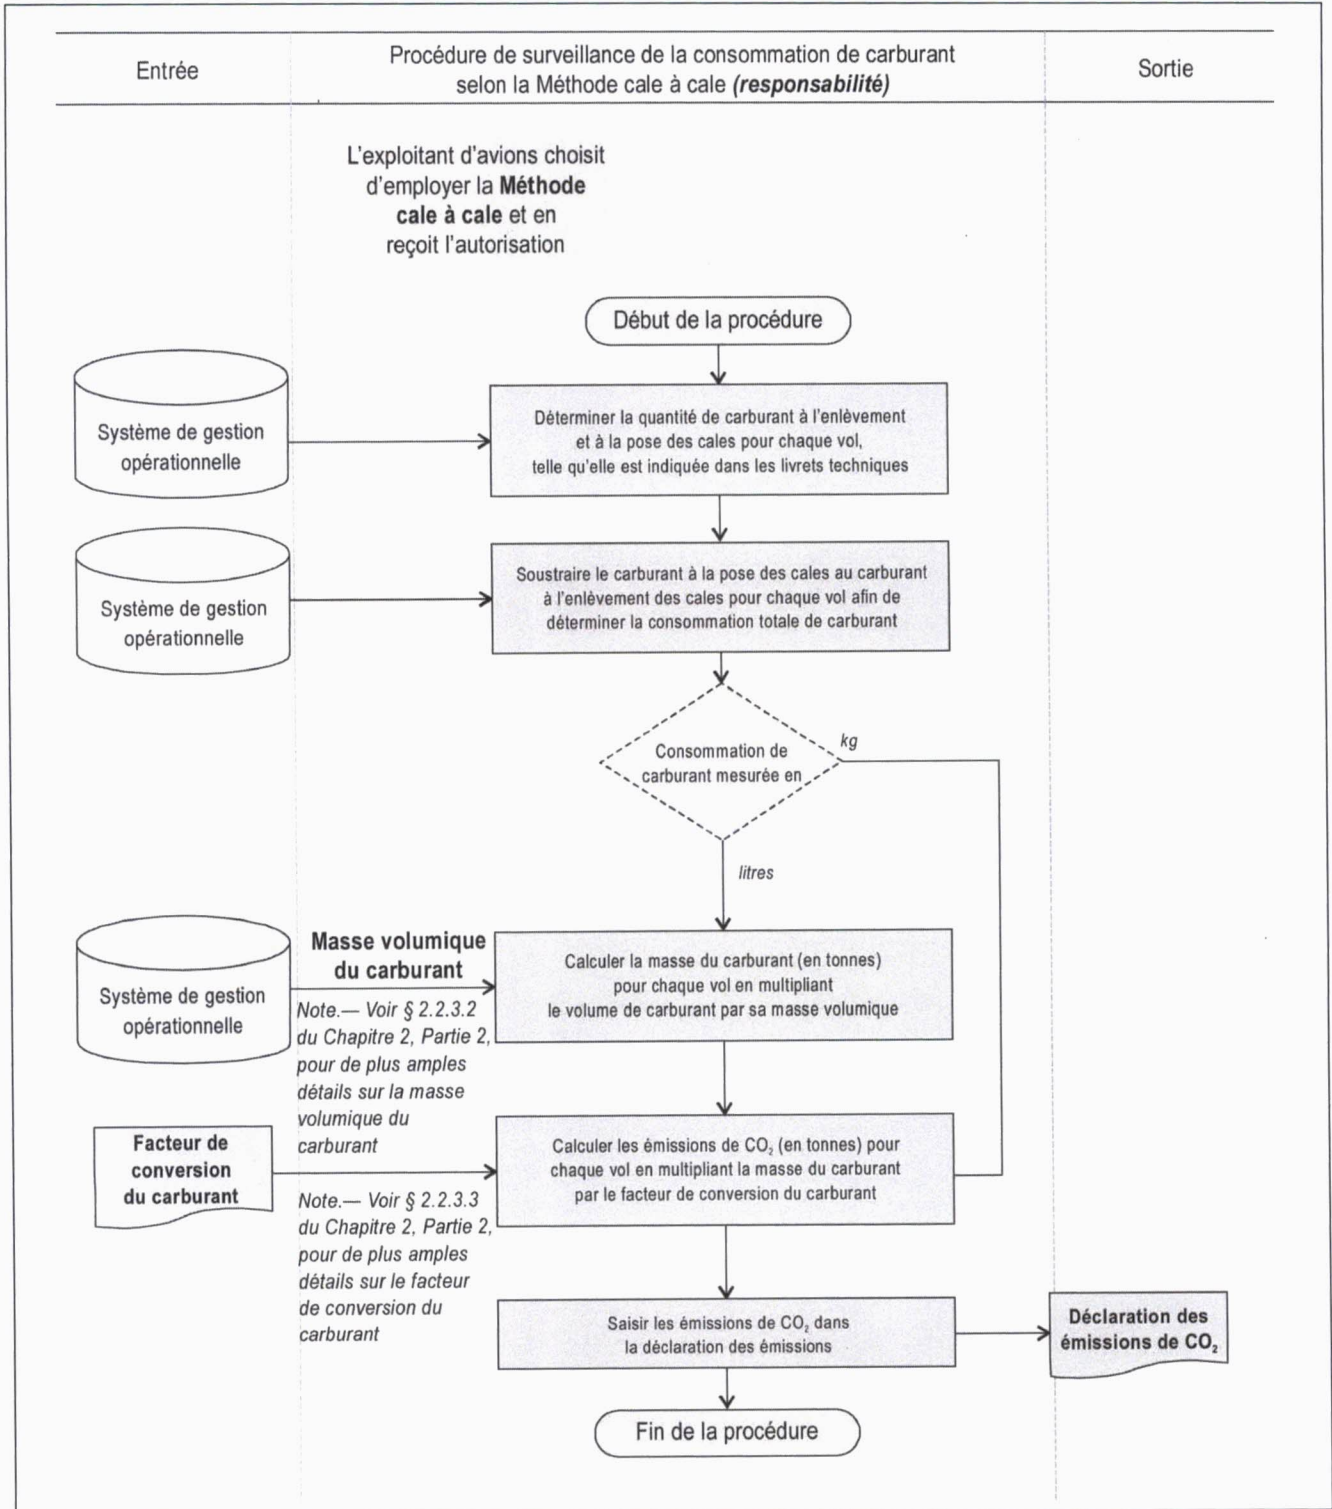 Entrée
Procédure de surveillance de la consommation de carburant
selon la Méthode cale à cale (responsabilité)
Sortie
L'exploitant d'avions choisit
d'employer la Méthode
cale à cale et en
reçoit l'autorisation
Début de la procédure
Système de gestion
opérationnelle
Déterminer la quantité de carburant à l'enlèvement
et à la pose des cales pour chaque vol,
telle qu'elle est indiquée dans les livrets techniques
Système de gestion
opérationnelle
Soustraire le carburant à la pose des cales au carburant
à l'enlèvement des cales pour chaque vol afin de
déterminer la consommation totale de carburant
Consommation de
carburant mesurée en
kg
litres
Système de gestion
opérationnelle
Masse volumique
du carburant
Note.— Voir § 2.2.3.2
du Chapitre 2, Partie 2,
pour de plus amples
détails sur la masse
volumique du
carburant
Calculer la masse du carburant (en tonnes)
pour chaque vol en multipliant
le volume de carburant par sa masse volumique
Facteur de
conversion
du carburant
Note.— Voir § 2.2.3.3
du Chapitre 2, Partie 2,
pour de plus amples
détails sur le facteur
de conversion du
carburant
Calculer les émissions de CO₂ (en tonnes) pour
chaque vol en multipliant la masse du carburant
par le facteur de conversion du carburant
Saisir les émissions de CO₂ dans
la déclaration des émissions
Déclaration des
émissions de CO₂
Fin de la procédure